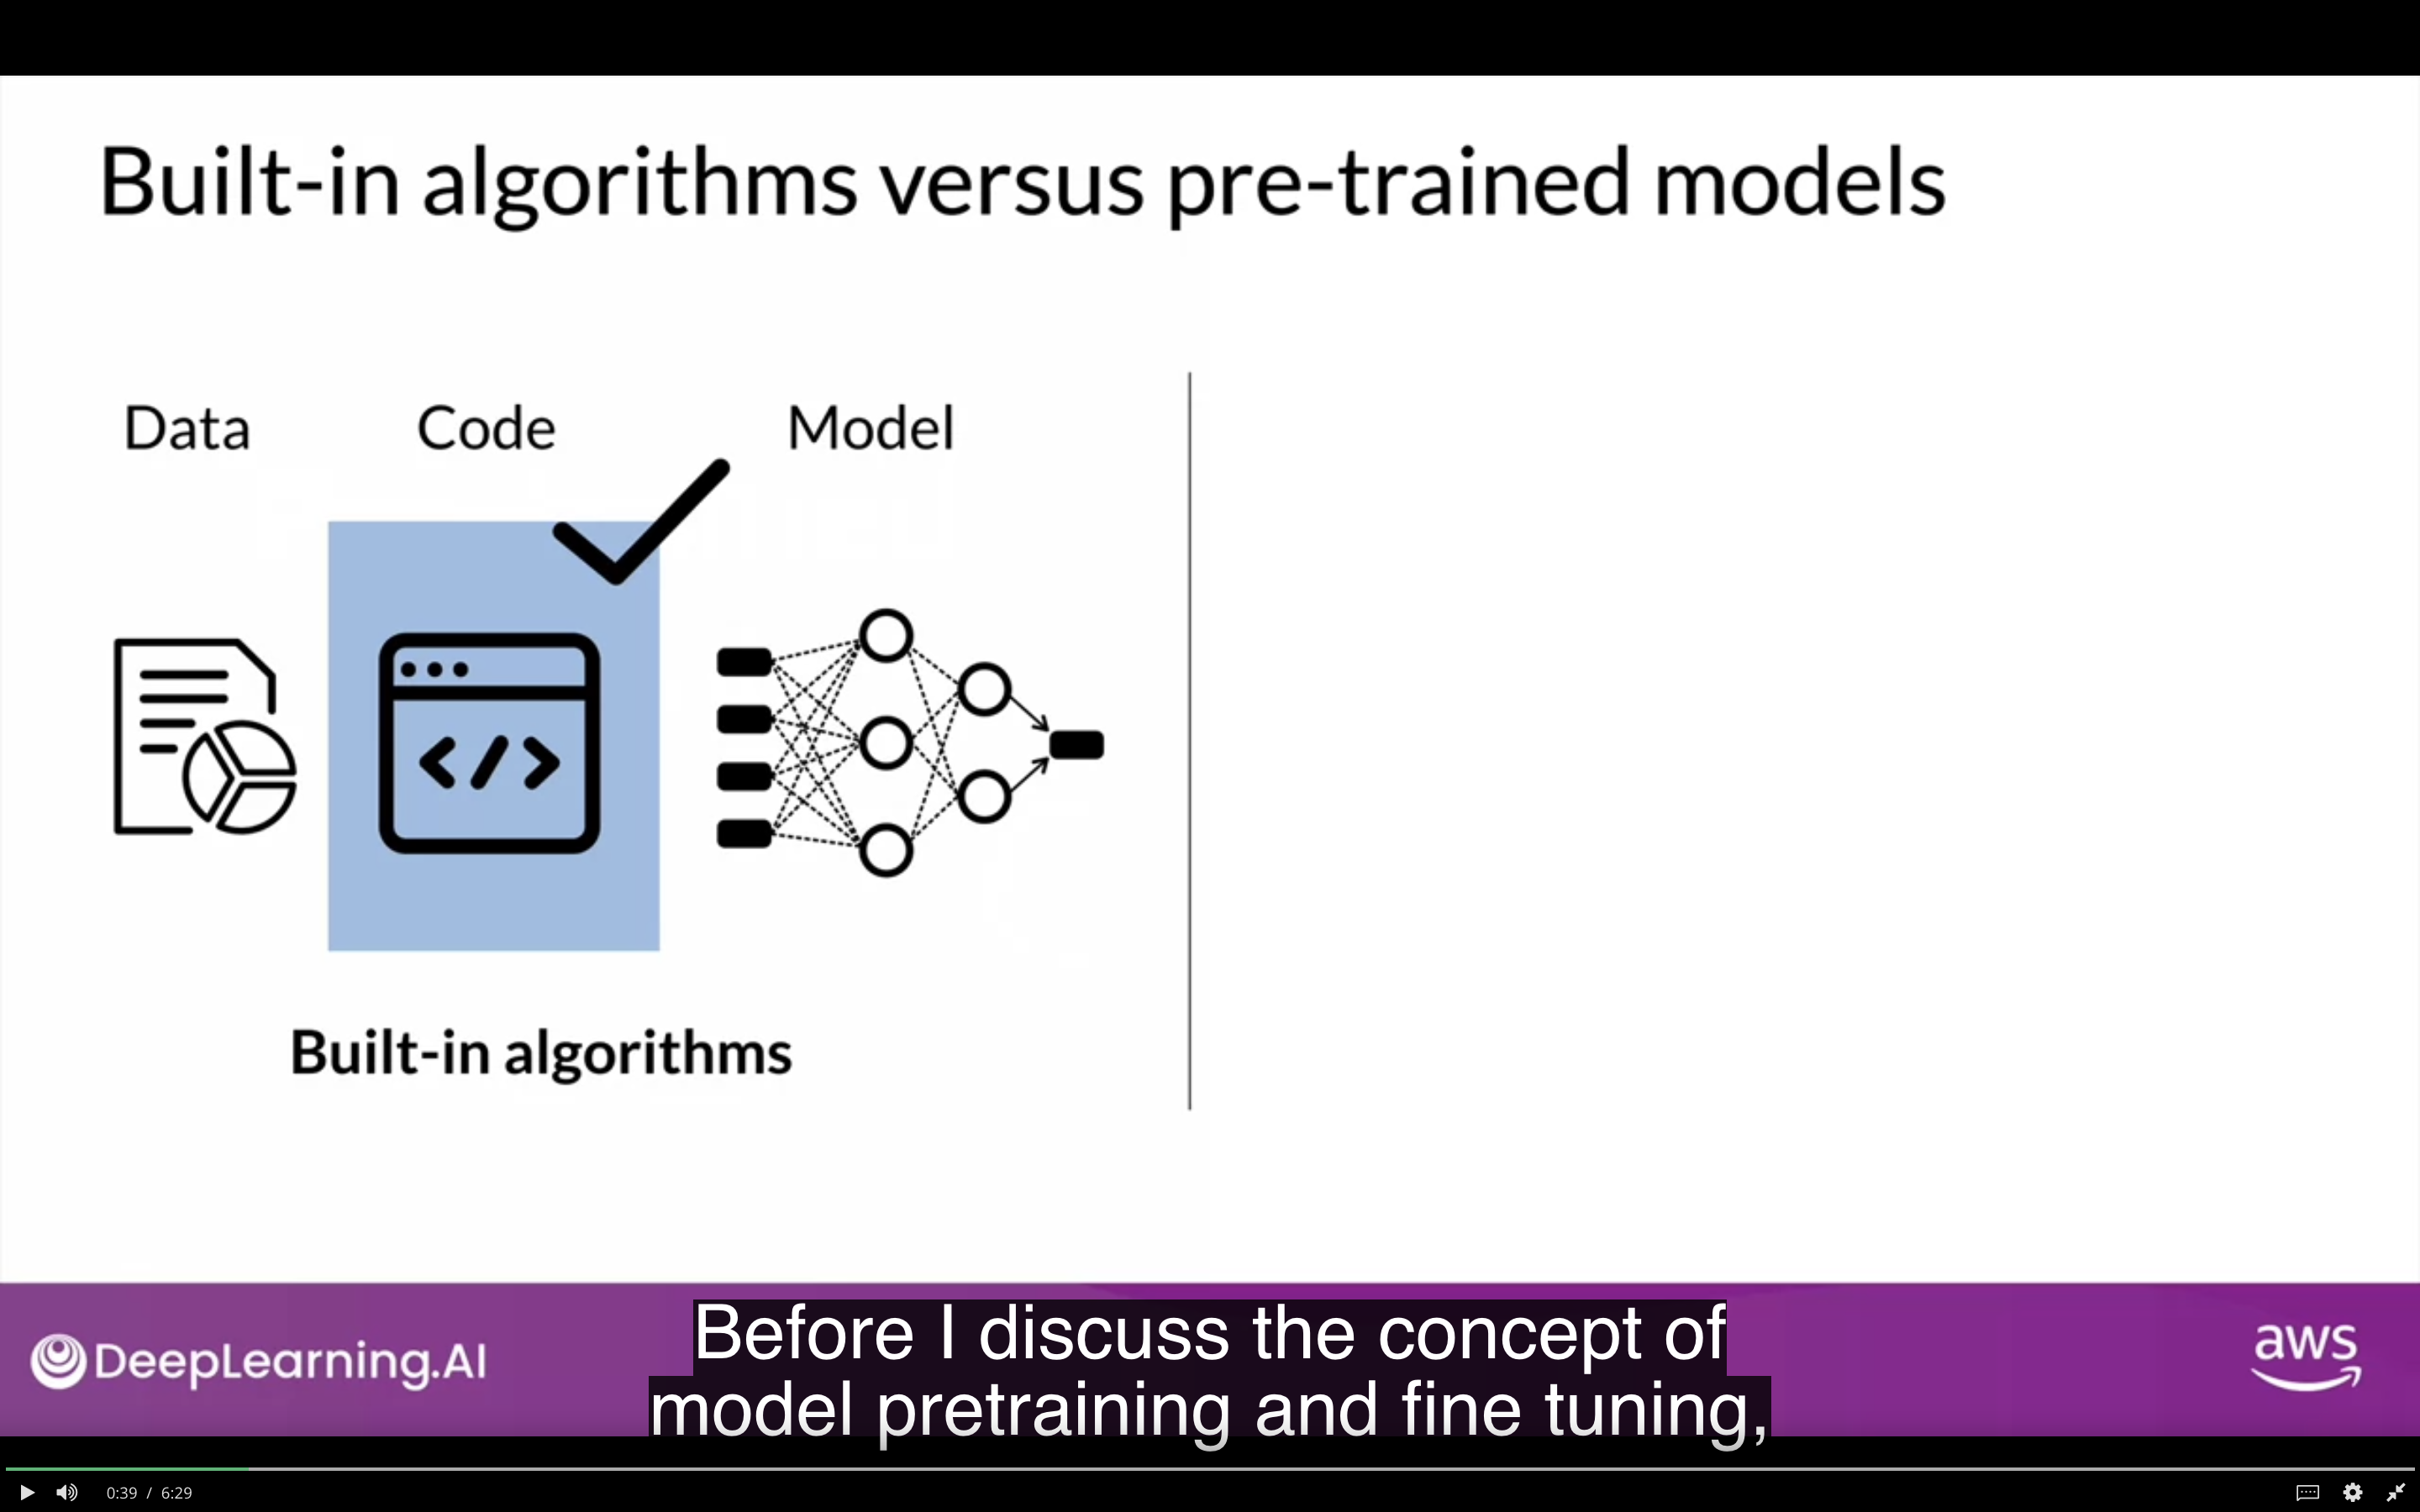 Built-in algorithms versus pre-trained models
Data
Code
Model
</>
Built-in algorithms
DeepLearning.AI
Before I discuss the concept of
model pretraining and fine tuning,
aws
0:39 / 6:29